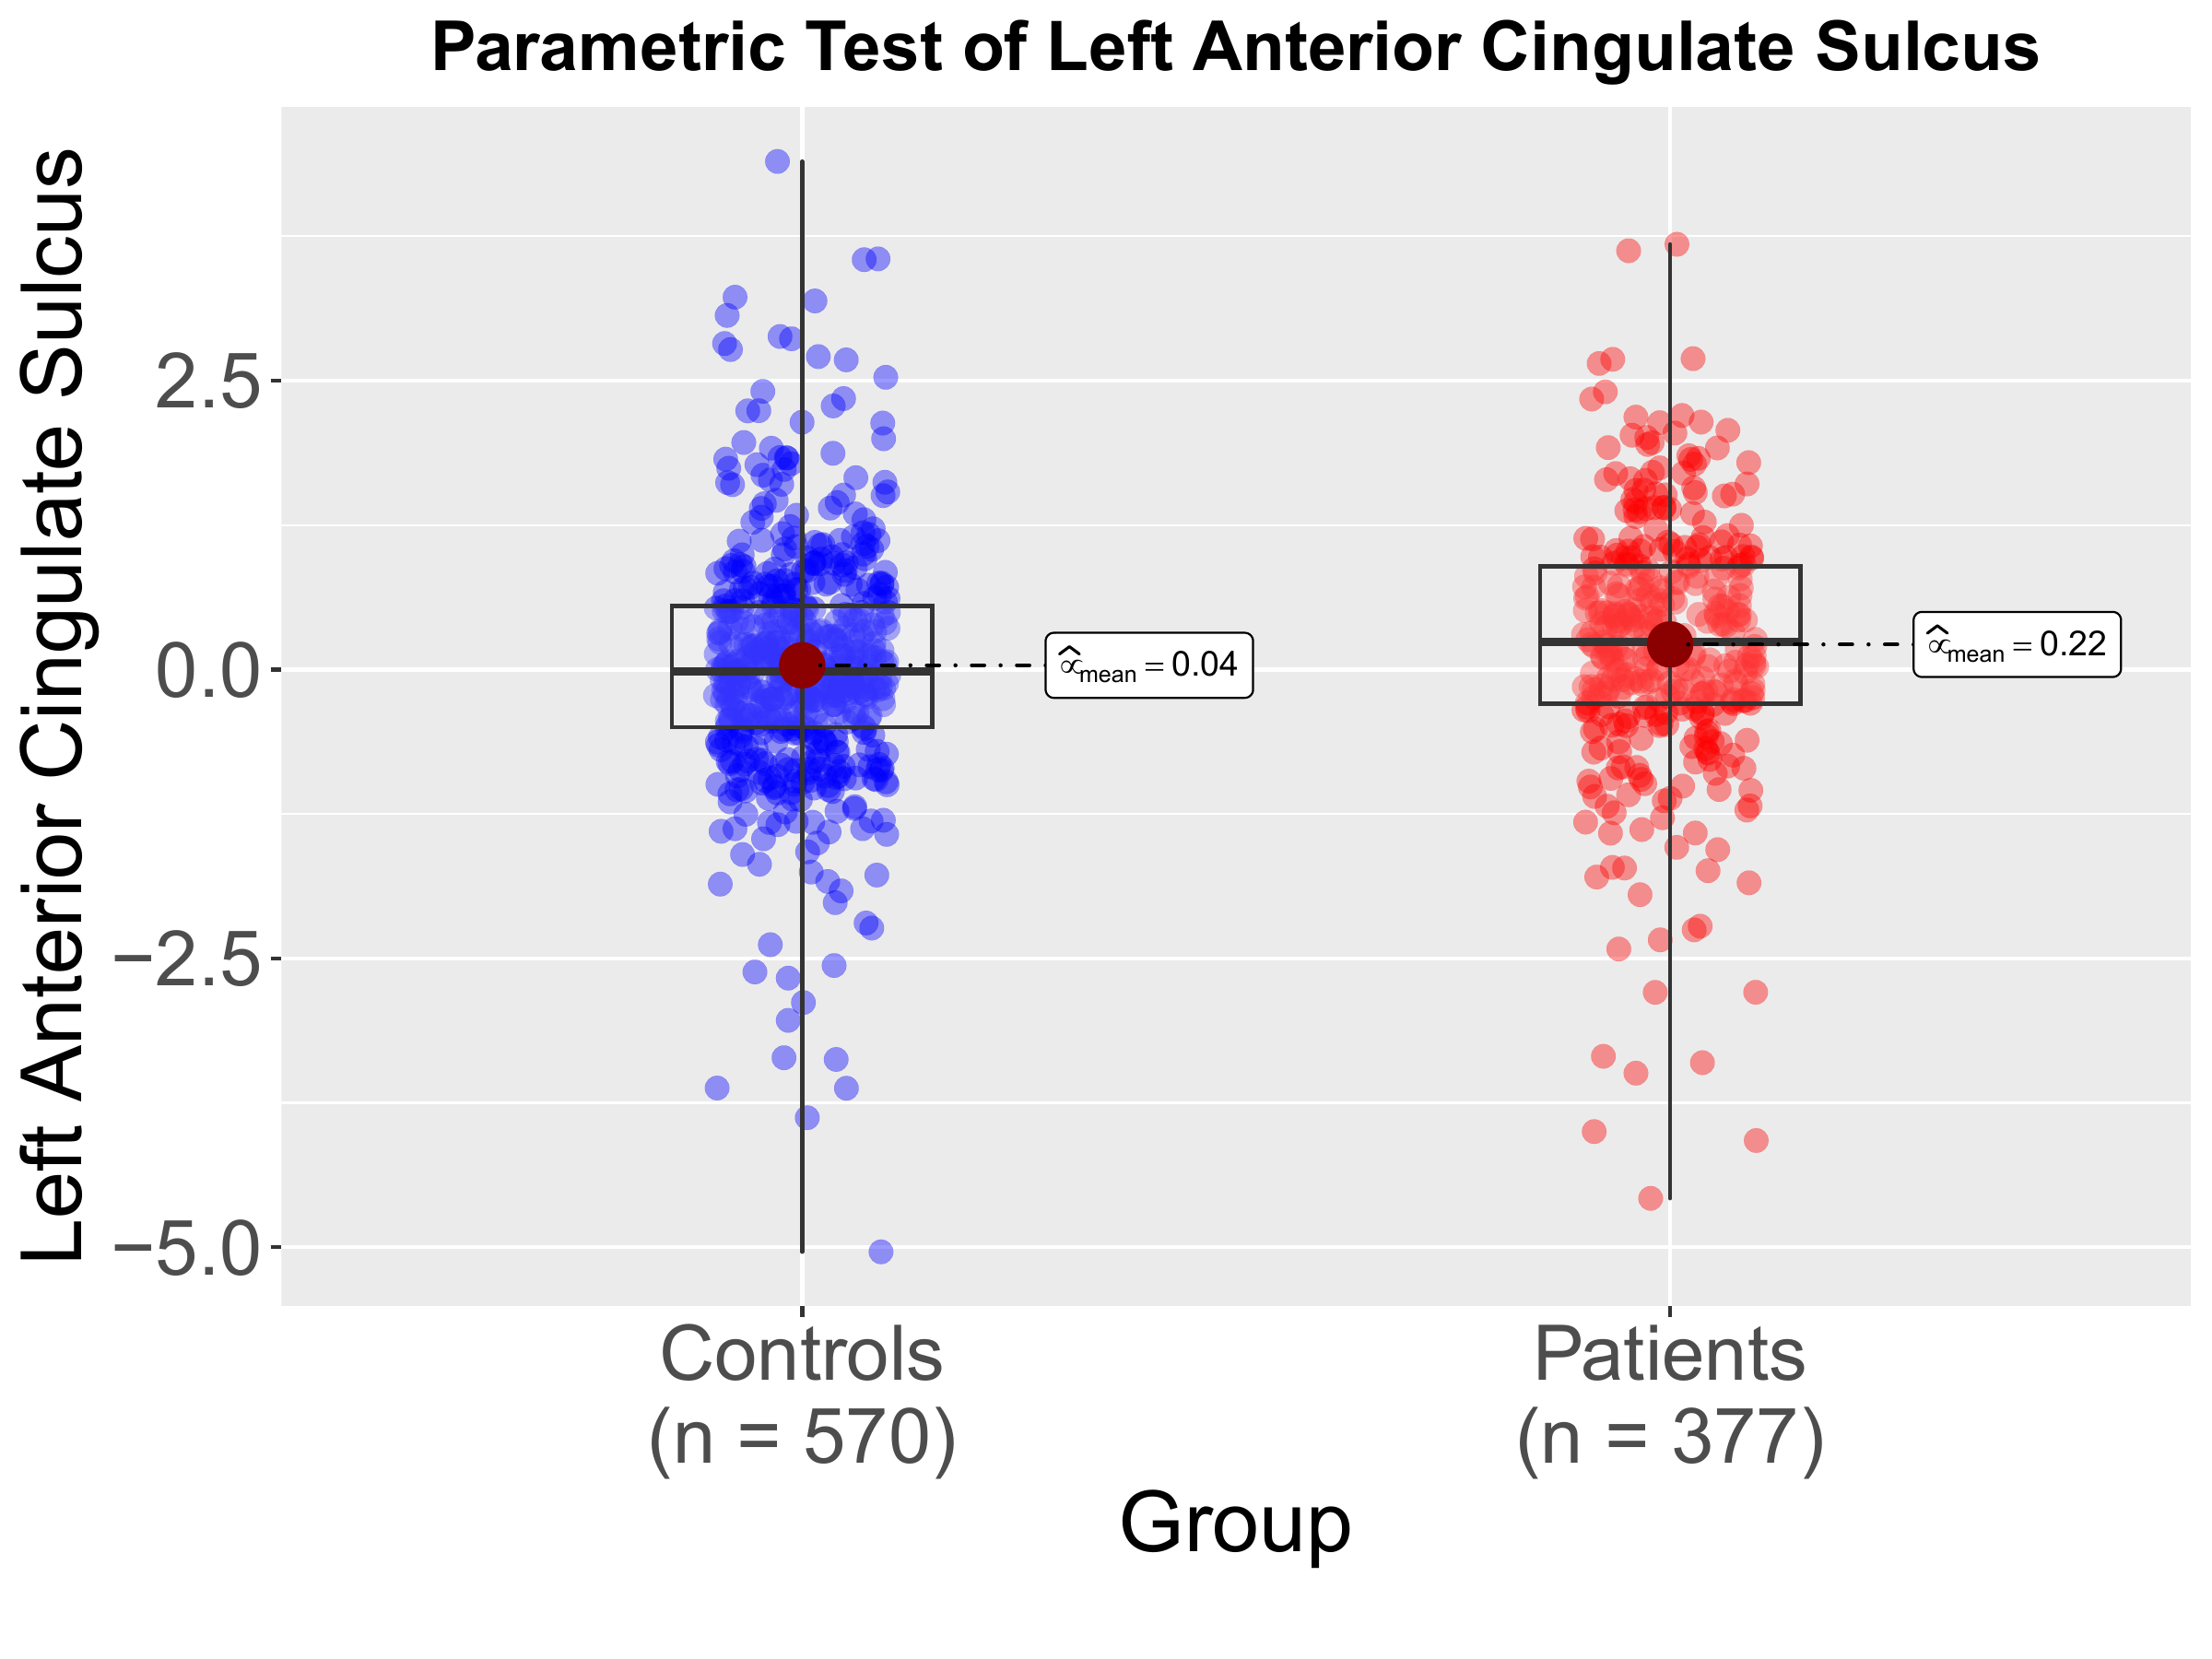 Parametric Test of Left Anterior Cingulate Sulcus
Left Anterior Cingulate Sulcus
2.5
0.0
−2.5
−5.0
∝̂mean = 0.04
∝̂mean = 0.22
Controls
(n = 570)
Patients
(n = 377)
Group